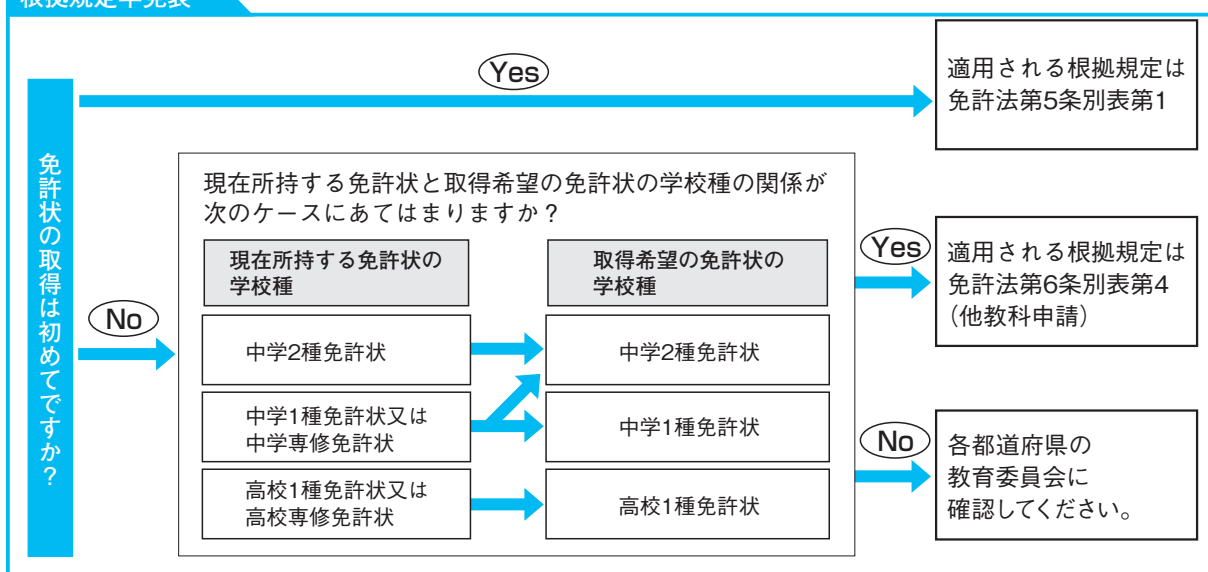 根拠規定早見表
Yes
適用される根拠規定は
免許法第5条別表第1
免許状の取得は初めてですか？
現在所持する免許状と取得希望の免許状の学校種の関係が
次のケースにあてはまりますか？
現在所持する免許状の
学校種
取得希望の免許状の
学校種
Yes
適用される根拠規定は
免許法第6条別表第4
（他教科申請）
No
中学2種免許状
中学2種免許状
中学1種免許状又は
中学専修免許状
中学1種免許状
No
各都道府県の
教育委員会に
確認してください。
高校1種免許状又は
高校専修免許状
高校1種免許状